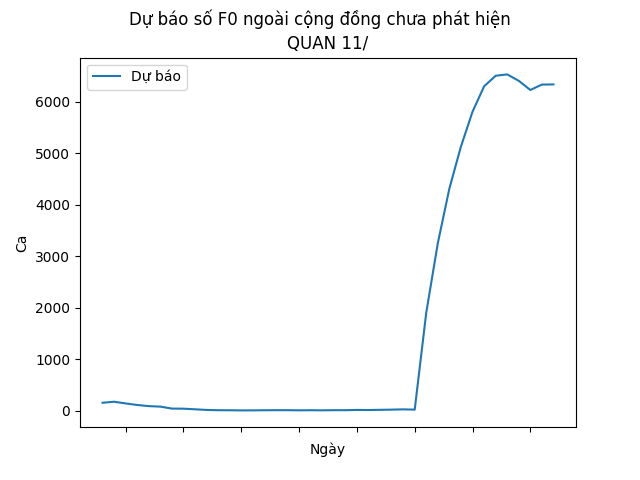 Dự báo số F0 ngoài cộng đồng chưa phát hiện
QUAN 11/
Dự báo
6000
5000
4000
3000
2000
1000
0
Ca
Ngày